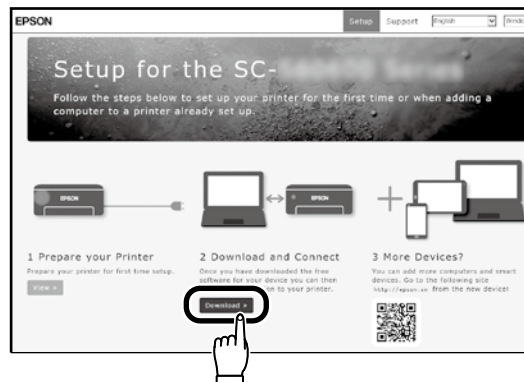 EPSON
Setup Support English Windo
Setup for the SC-
Follow the steps below to set up your printer for the first time or when adding a
computer to a printer already set up.
EPSON
EPSON
1 Prepare your Printer
Prepare your printer for first time setup.
View »
2 Download and Connect
Once you have downloaded the free
software for your device you can then
on to your printer.
Download »
3 More Devices?
You can add more computers and smart
devices. Go to the following site
http://epson.sn from the new device!